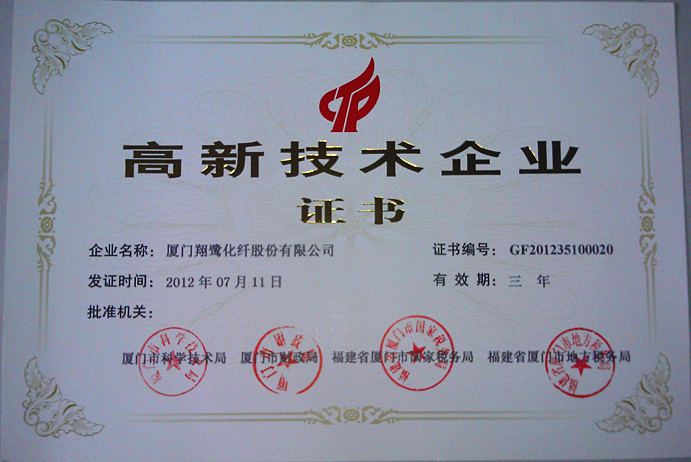 高新技术企业
证书
企业名称: 厦门翔鹭化纤股份有限公司 证书编号: GF201235100020
发证时间: 2012年07月11日 有效期: 三年
批准机关:
厦门市科学技术局 厦门市财政局 福建省厦门市国家税务局 福建省厦门市地方税务局